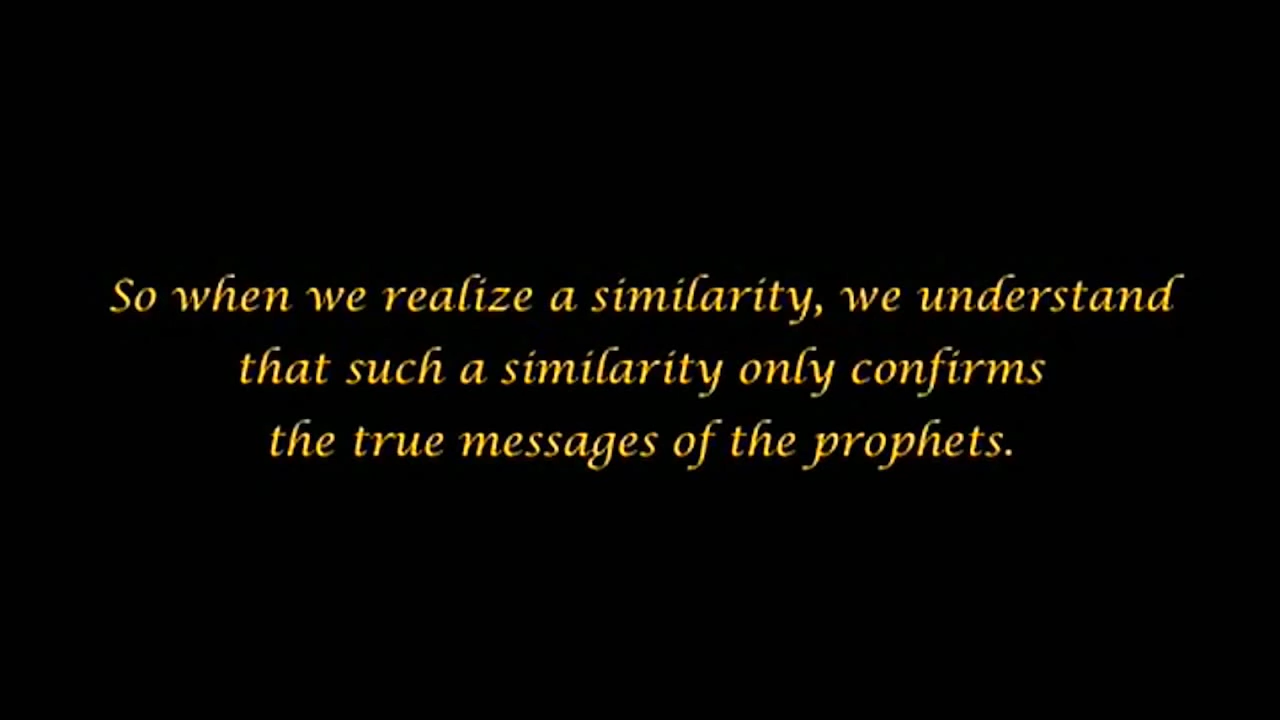 So when we realize a similarity, we understand
that such a similarity only confirms
the true messages of the prophets.